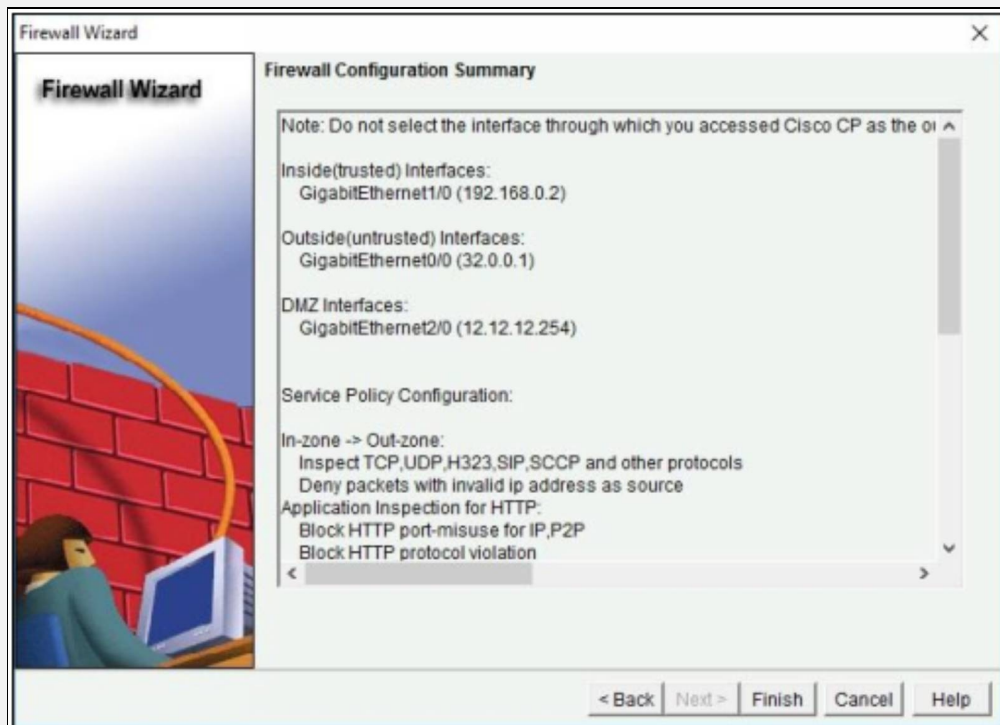 Firewall Wizard
Firewall Wizard
Firewall Configuration Summary
Note: Do not select the interface through which you accessed Cisco CP as the
Inside(trusted) Interfaces:
GigabitEthernet1/0 (192.168.0.2)
Outside(untrusted) Interfaces:
GigabitEthernet0/0 (32.0.0.1)
DMZ Interfaces:
GigabitEthernet2/0 (12.12.12.254)
Service Policy Configuration:
In-zone -> Out-zone:
Inspect TCP,UDP,H323,SIP,SCCP and other protocols
Deny packets with invalid ip address as source
Application Inspection for HTTP:
Block HTTP port-misuse for IP,P2P
Block HTTP protocol violation
< Back Next > Finish Cancel Help